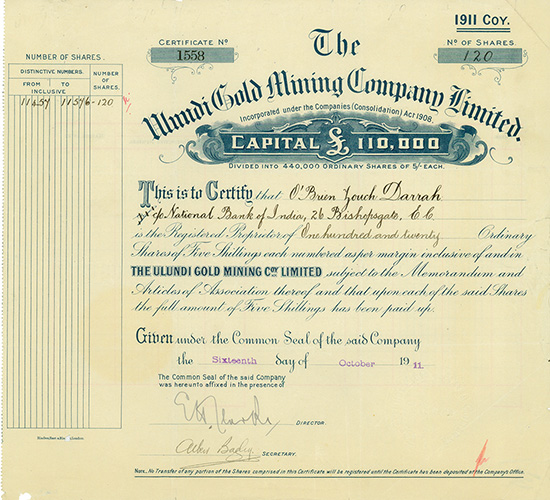 1911 COY.
CERTIFICATE No
1558
The
No OF SHARES
120
Ulundi Gold Mining Company Limited.
Incorporated under the Companies (Consolidation) Act 1908.
CAPITAL £ 110,000
DIVIDED INTO 440,000 ORDINARY SHARES OF 5/- EACH.
NUMBER OF SHARES.
DISTINCTIVE NUMBERS.
NUMBER OF SHARES.
FROM TO
INCLUSIVE
11457 11576 - 120
This is to Certify that O'Brien Zouch Darrah
c/o National Bank of India, 26 Bishopsgate, E.C.
is the Registered Proprietor of One hundred and twenty Ordinary
Shares of Five Shillings each numbered as per margin inclusive of and in
THE ULUNDI GOLD MINING COY LIMITED subject to the Memorandum and
Articles of Association thereof and that upon each of the said Shares
the full amount of Five Shillings has been paid up.
Given under the Common Seal of the said Company
the Sixteenth day of October 1911.
The Common Seal of the said Company
was hereunto affixed in the presence of
DIRECTOR.
SECRETARY.
NOTE, No Transfer of any portion of the Shares comprised in this Certificate will be registered until the Certificate has been deposited at the Company's Office.